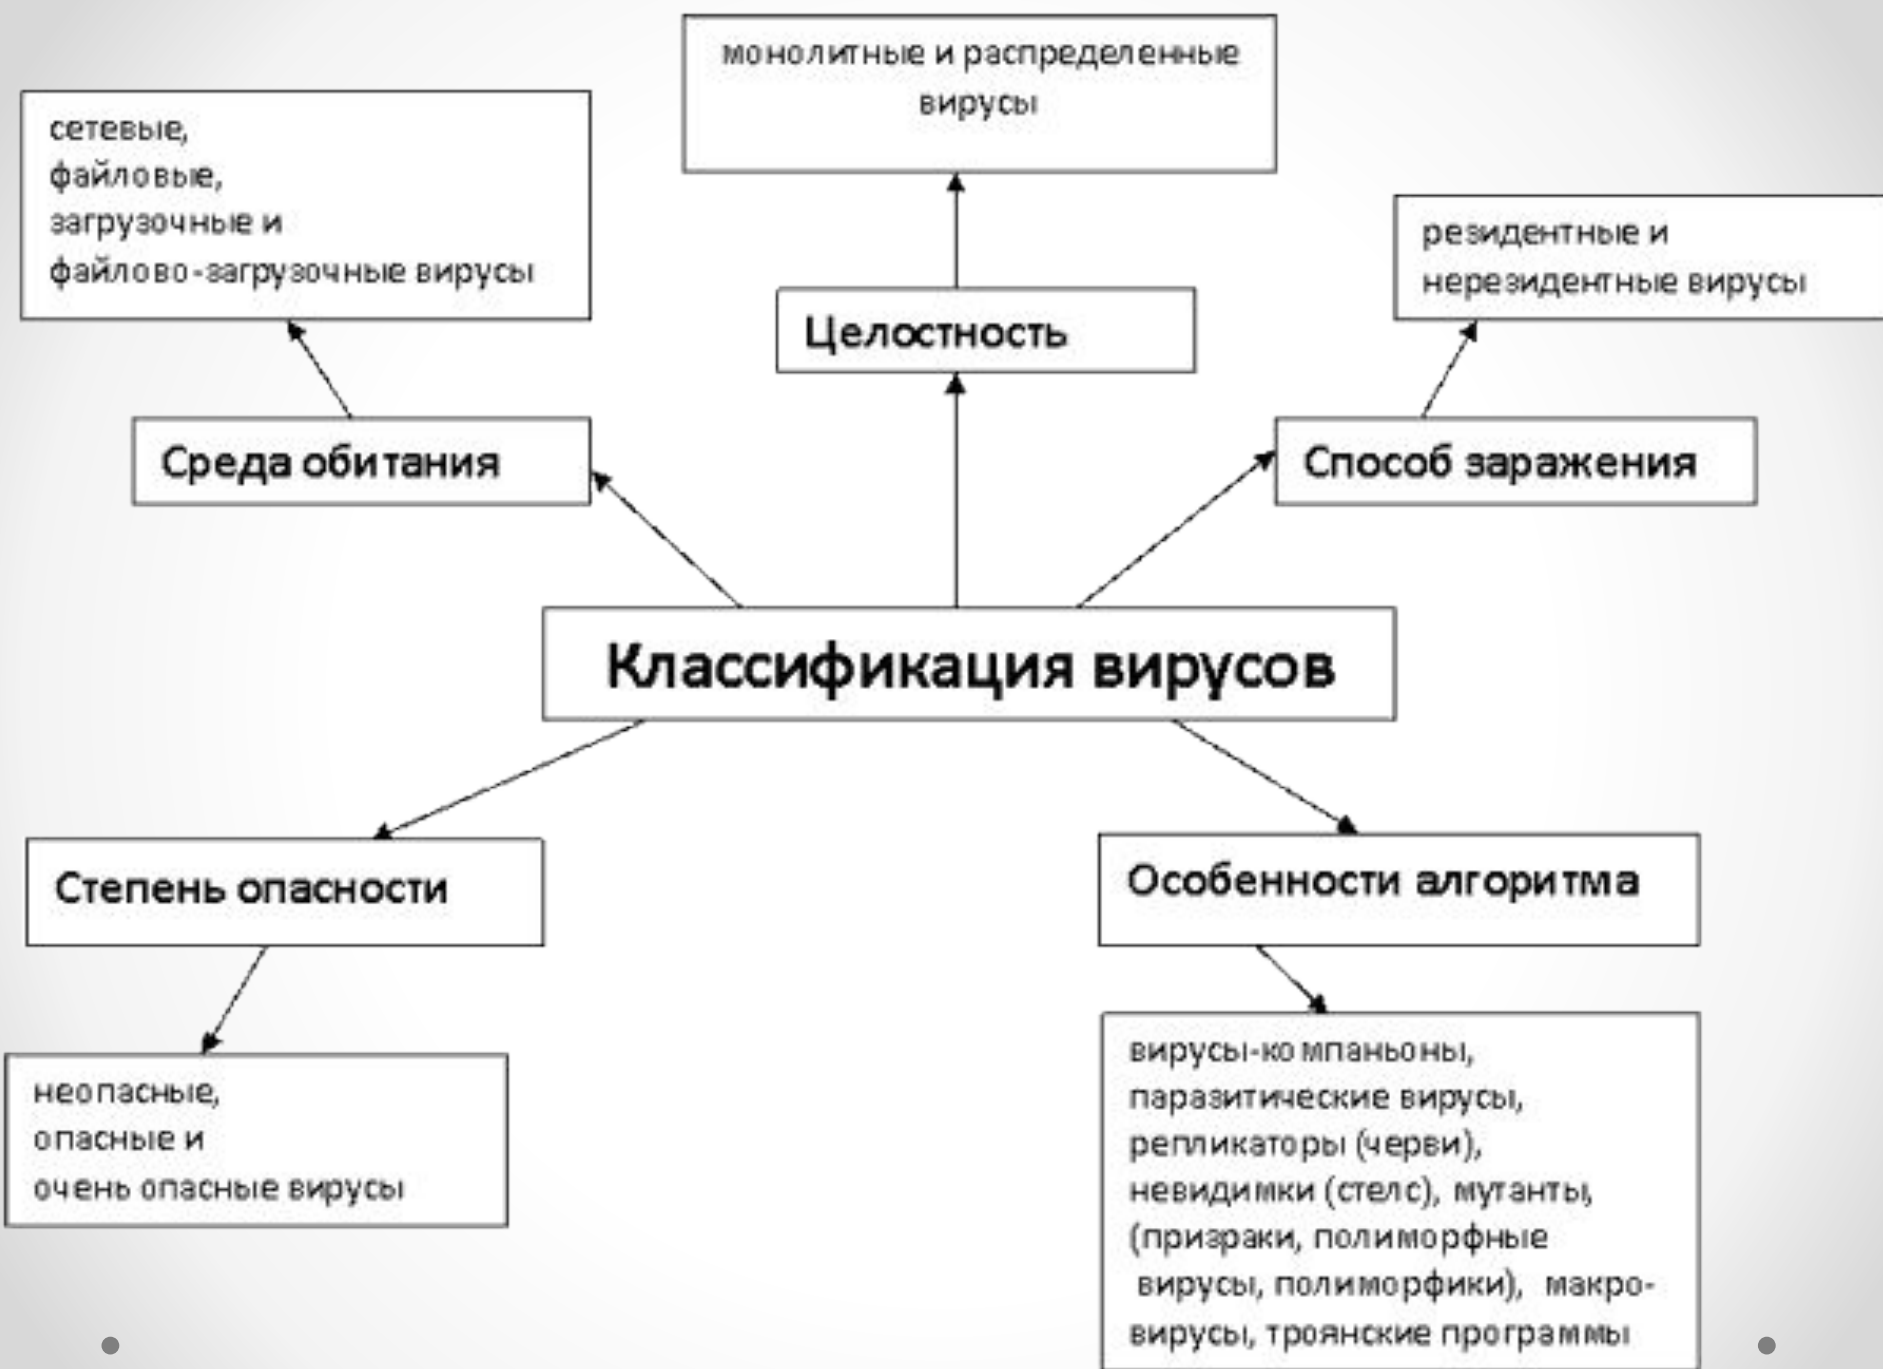 монолитные и распределенные
вирусы
сетевые,
файловые,
загрузочные и
файлово-загрузочные вирусы
резидентные и
нерезидентные вирусы
Целостность
Среда обитания
Способ заражения
Классификация вирусов
Степень опасности
Особенности алгоритма
неопасные,
опасные и
очень опасные вирусы
вирусы-компаньоны,
паразитические вирусы,
репликаторы (черви),
невидимки (стелс), мутанты,
(призраки, полиморфные
вирусы, полиморфики), макро-
вирусы, троянские программы